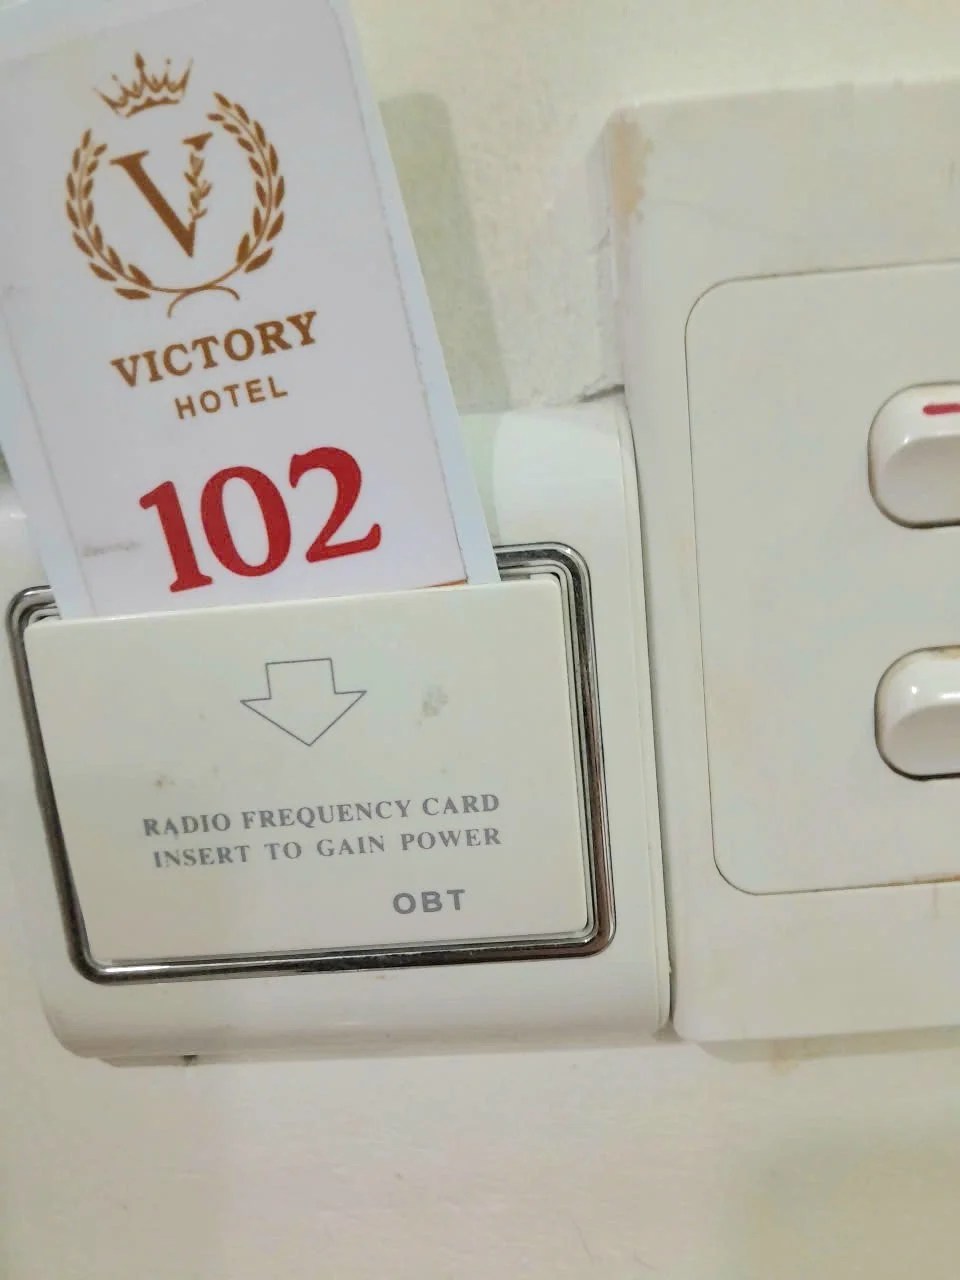 V
VICTORY
HOTEL
102
RADIO FREQUENCY CARD
INSERT TO GAIN POWER
OBT